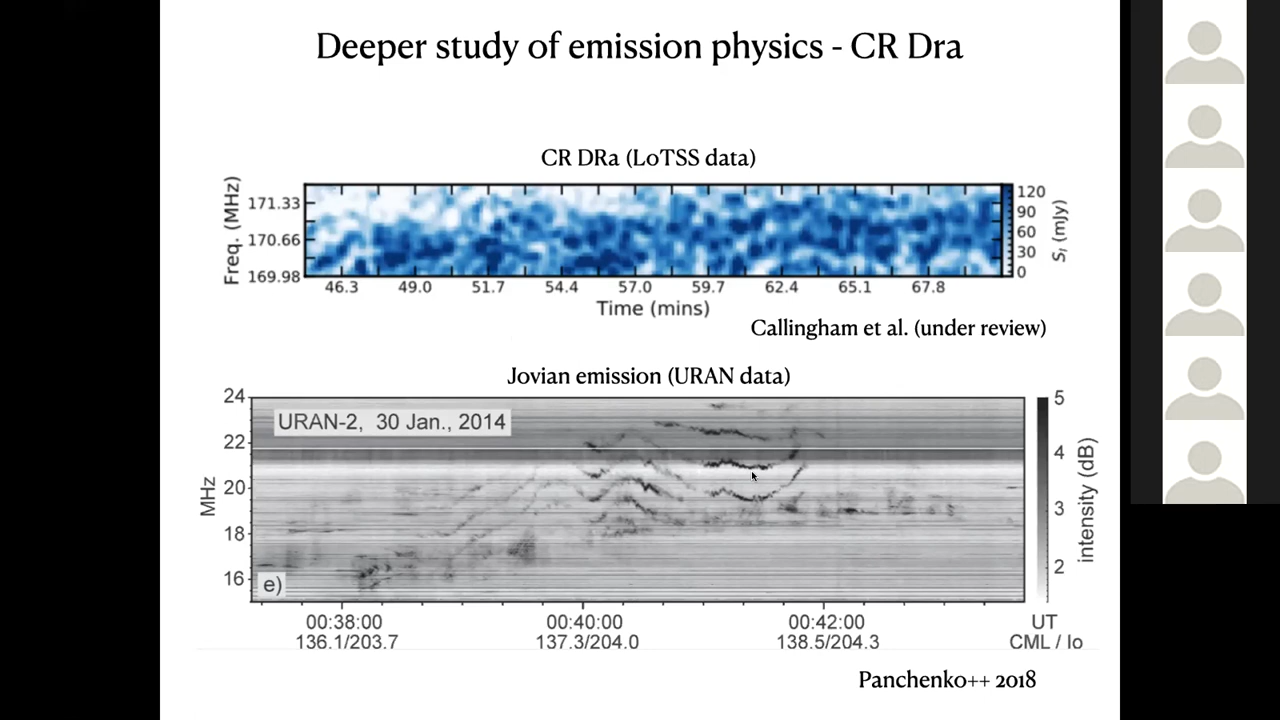 Deeper study of emission physics - CR Dra
CR DRa (LoTSS data)
Freq. (MHz)
171.33
170.66
169.98
120
90
60
30
0
S_I (mJy)
46.3 49.0 51.7 54.4 57.0 59.7 62.4 65.1 67.8
Time (mins)
Callingham et al. (under review)
Jovian emission (URAN data)
MHz
24
22
20
18
16
URAN-2, 30 Jan., 2014
e)
5
4
3
2
intensity (dB)
00:38:00 00:40:00 00:42:00 UT
136.1/203.7 137.3/204.0 138.5/204.3 CML / Io
Panchenko++ 2018